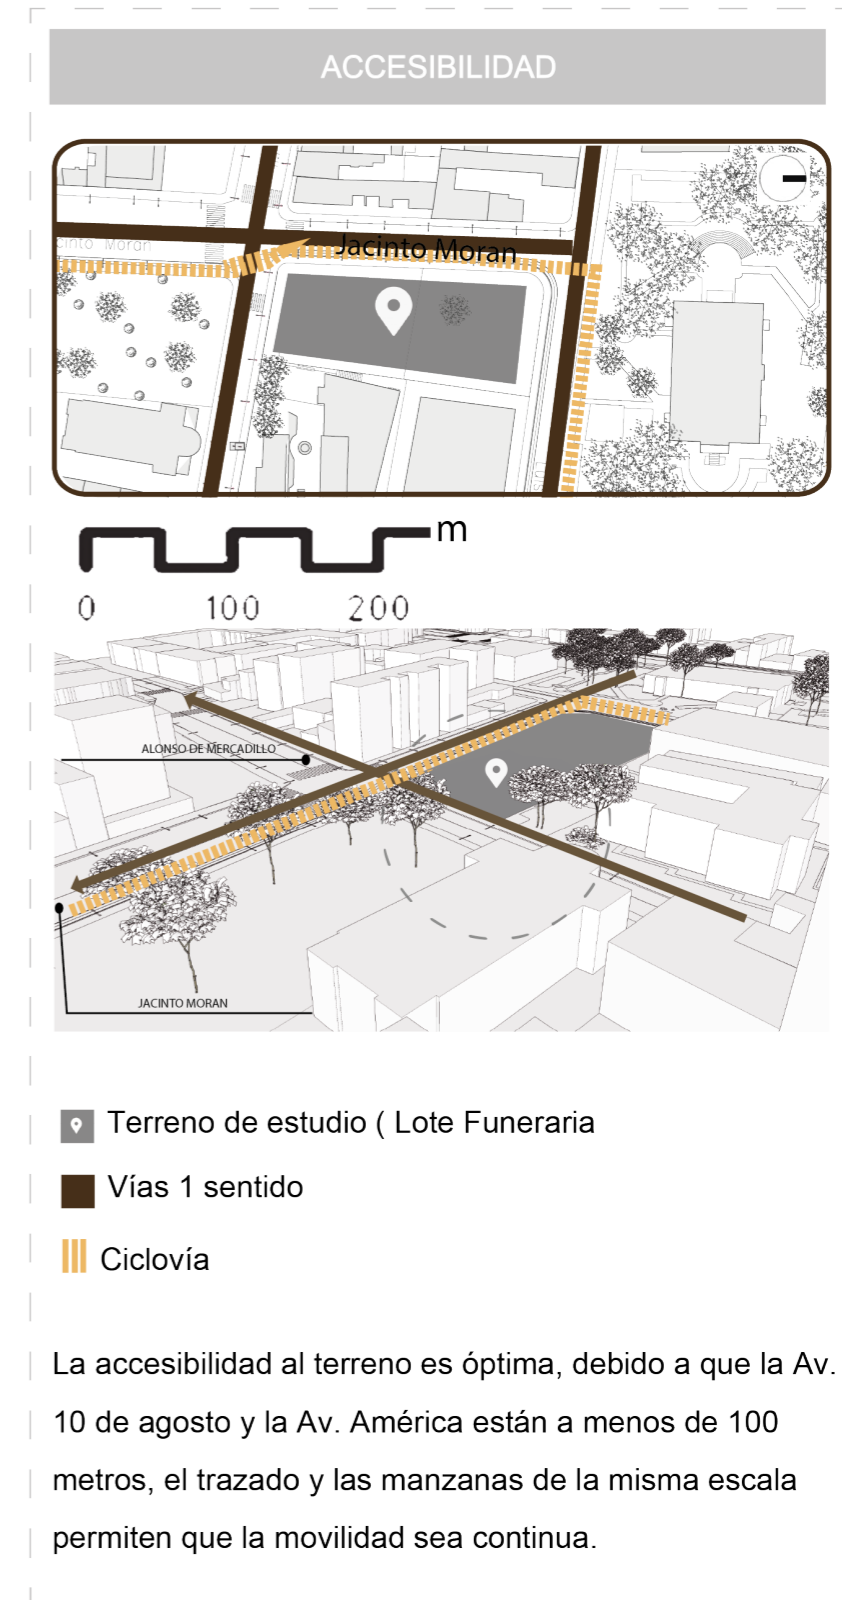 ACCESIBILIDAD
cinto Moran
Jacinto Moran
m
0 100 200
ALONSO DE MERCADILLO
JACINTO MORAN
Terreno de estudio ( Lote Funeraria
Vías 1 sentido
Ciclovía
La accesibilidad al terreno es óptima, debido a que la Av.
10 de agosto y la Av. América están a menos de 100
metros, el trazado y las manzanas de la misma escala
permiten que la movilidad sea continua.